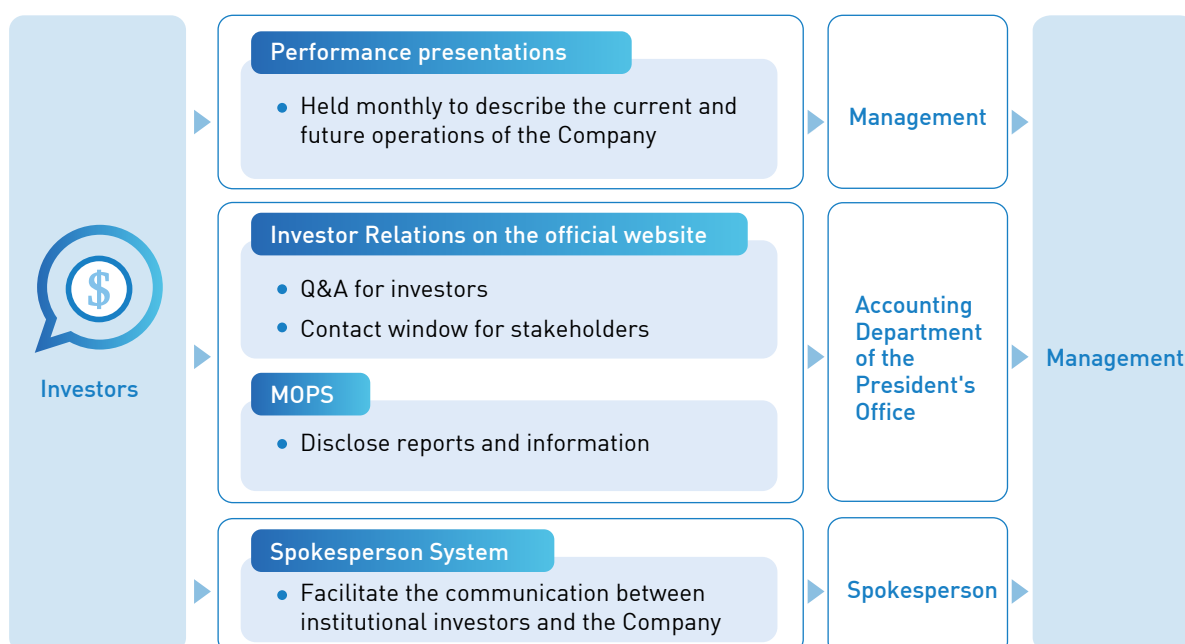 Investors
Performance presentations
Held monthly to describe the current and
future operations of the Company
Management
Investor Relations on the official website
Q&A for investors
Contact window for stakeholders
MOPS
Disclose reports and information
Accounting
Department
of the
President's
Office
Spokesperson System
Facilitate the communication between
institutional investors and the Company
Spokesperson
Management
$